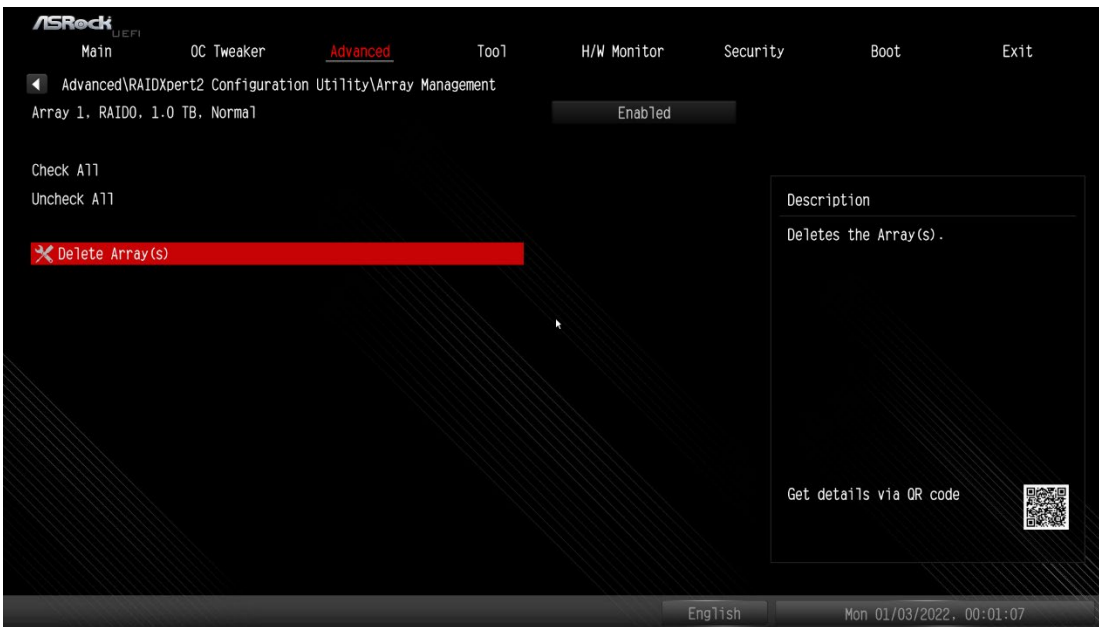 ASRock UEFI
Main OC Tweaker Advanced Tool H/W Monitor Security Boot Exit
Advanced\RAIDXpert2 Configuration Utility\Array Management
Array 1, RAID0, 1.0 TB, Normal Enabled
Check All
Uncheck All
Delete Array(s)
Description
Deletes the Array(s).
Get details via QR code
English Mon 01/03/2022, 00:01:07